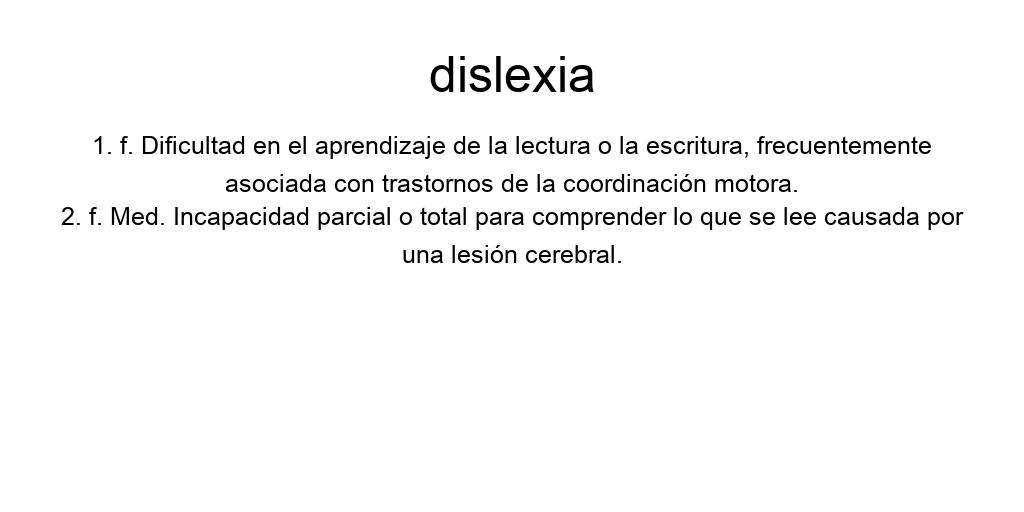 dislexia
1. f. Dificultad en el aprendizaje de la lectura o la escritura, frecuentemente
asociada con trastornos de la coordinación motora.
2. f. Med. Incapacidad parcial o total para comprender lo que se lee causada por
una lesión cerebral.